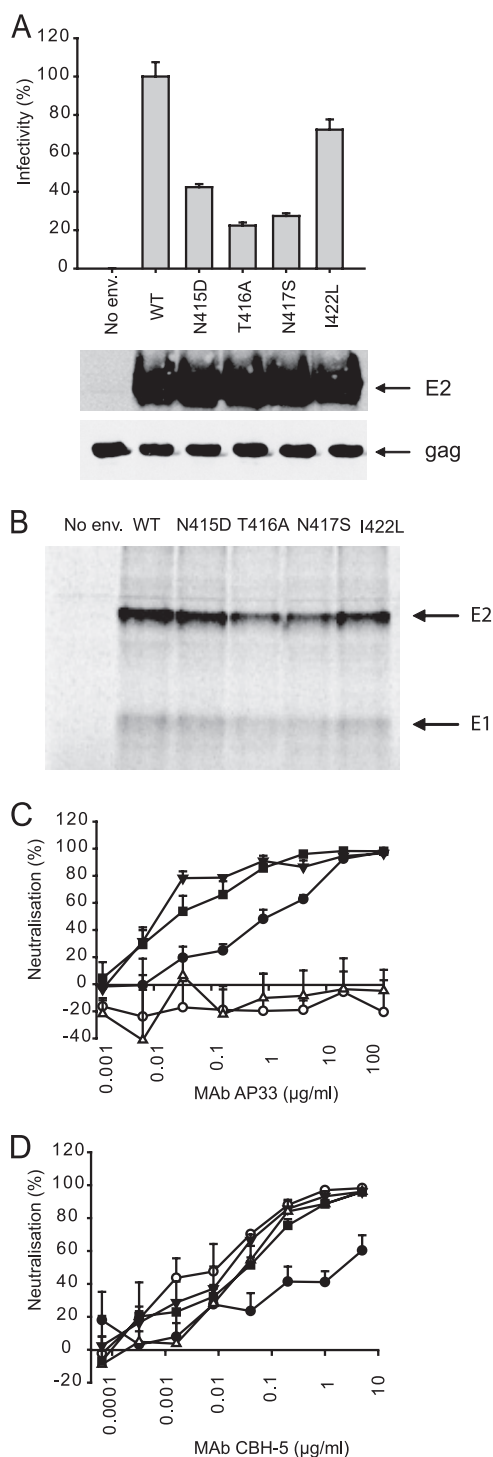 A
120
100
80
60
40
20
0
Infectivity (%)
No env.
WT
N415D
T416A
N417S
I422L
E2
gag
B
No env. WT N415D T416A N417S I422L
E2
E1
C
120
100
80
60
40
20
0
-20
-40
Neutralisation (%)
0.001
0.01
0.1
1
10
100
MAb AP33 (µg/ml)
D
120
100
80
60
40
20
0
-20
Neutralisation (%)
0.0001
0.001
0.01
0.1
1
10
MAb CBH-5 (µg/ml)